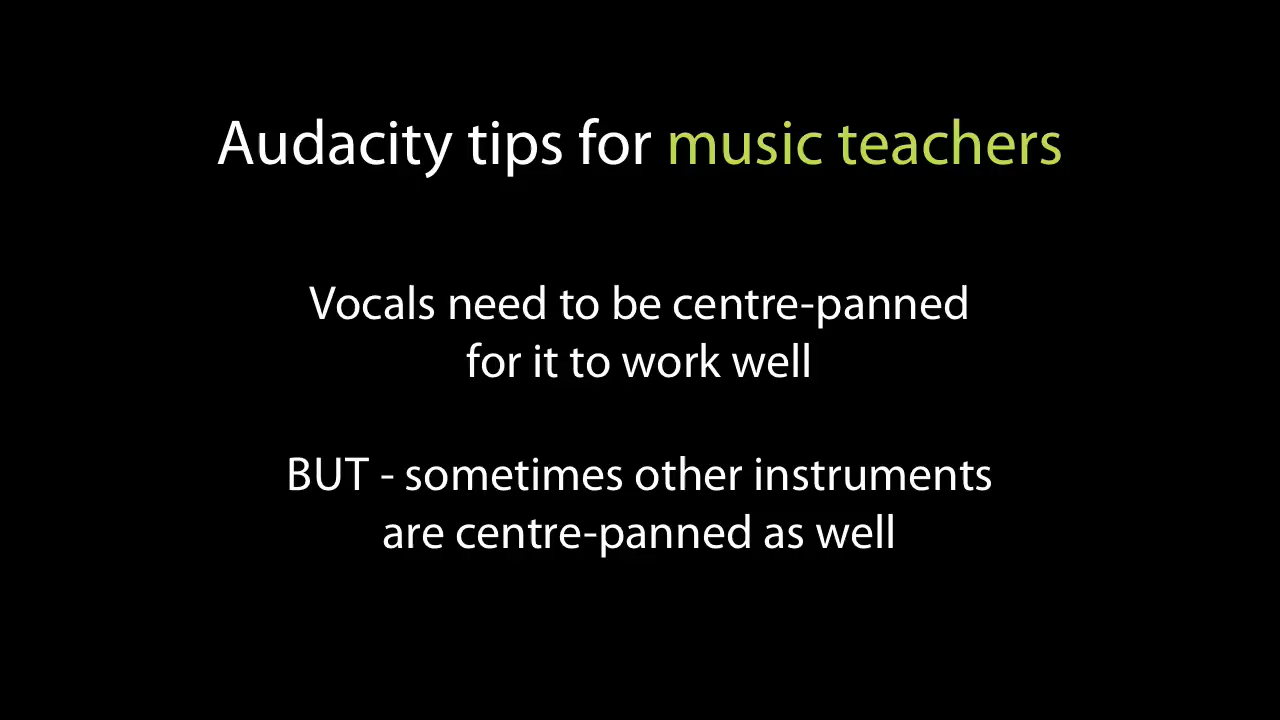 Audacity tips for music teachers
Vocals need to be centre-panned
for it to work well
BUT - sometimes other instruments
are centre-panned as well